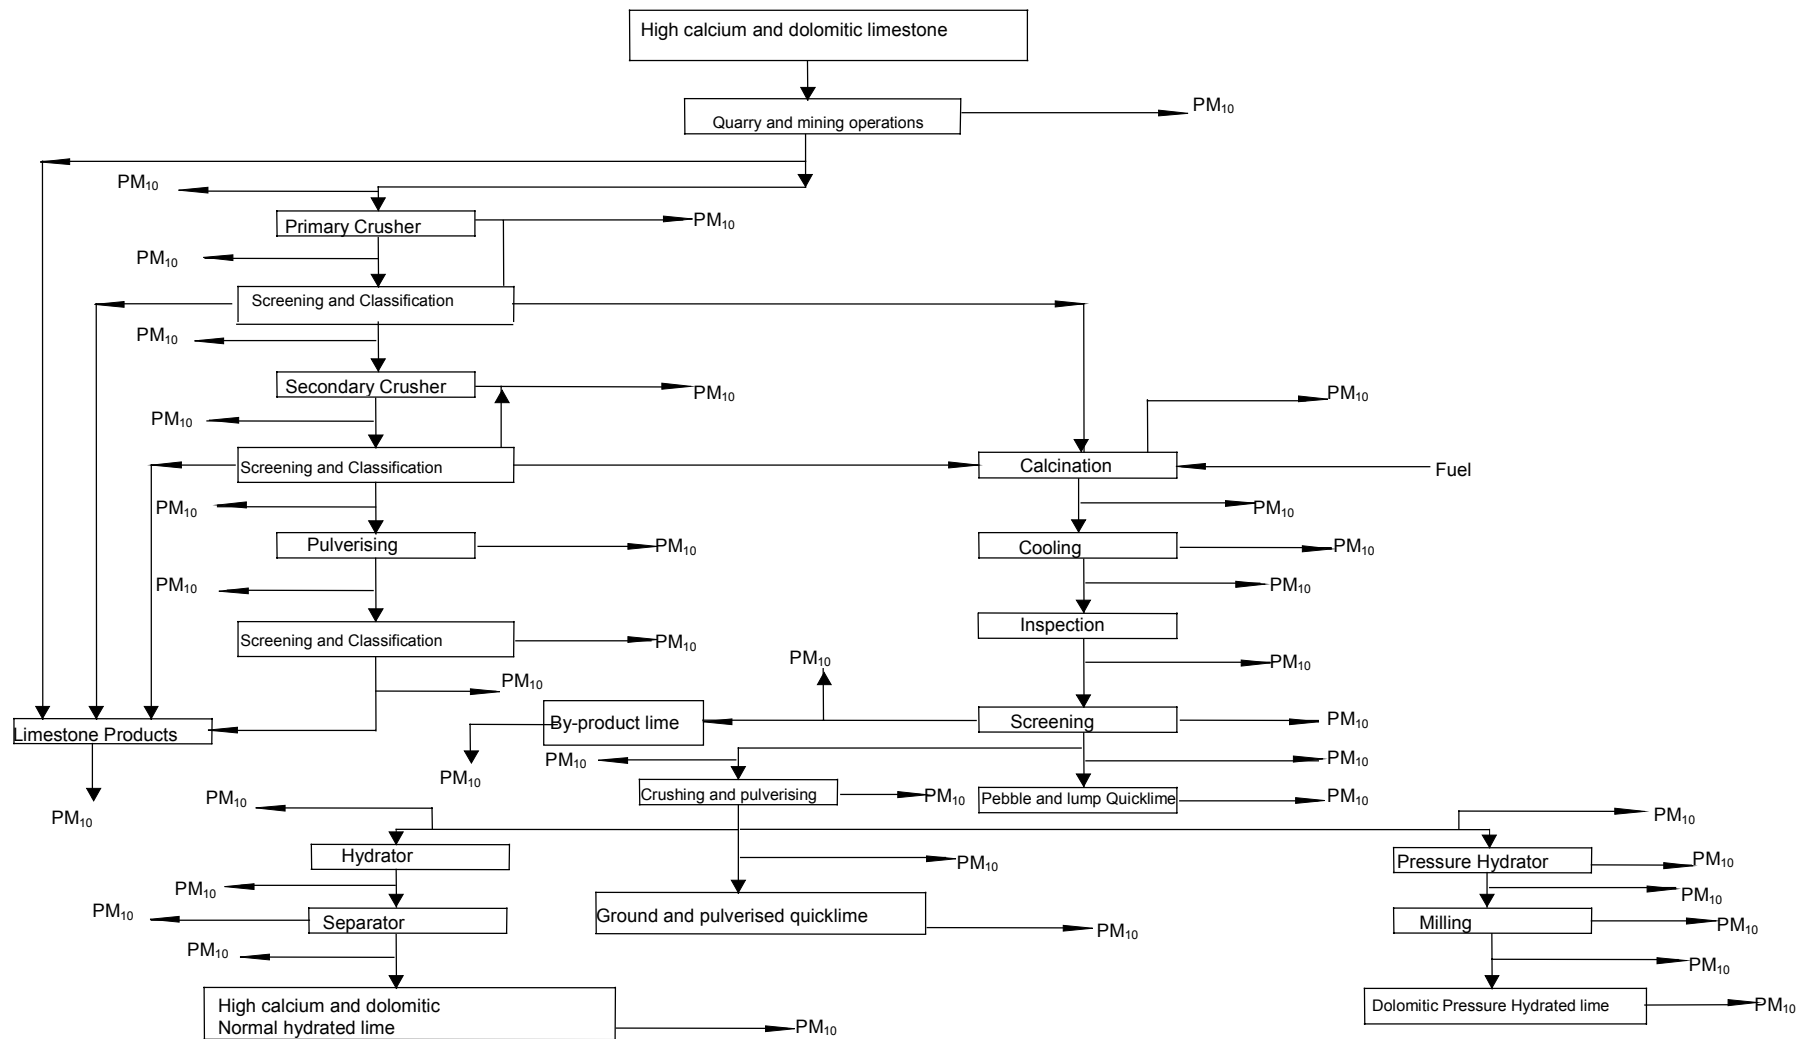 High calcium and dolomitic limestone
PM10
Quarry and mining operations
PM10
Primary Crusher
PM10
PM10
Screening and Classification
PM10
Secondary Crusher
PM10
PM10
PM10
Screening and Classification
Calcination
Fuel
PM10
PM10
Pulverising
PM10
Cooling
PM10
PM10
PM10
Screening and Classification
PM10
Inspection
PM10
PM10
PM10
By-product lime
Screening
PM10
Limestone Products
PM10
PM10
PM10
PM10
Crushing and pulverising
PM10
Pebble and lump Quicklime
PM10
PM10
PM10
PM10
Hydrator
PM10
Pressure Hydrator
PM10
PM10
PM10
PM10
Separator
Ground and pulverised quicklime
PM10
Milling
PM10
PM10
PM10
High calcium and dolomitic
Normal hydrated lime
PM10
Dolomitic Pressure Hydrated lime
PM10